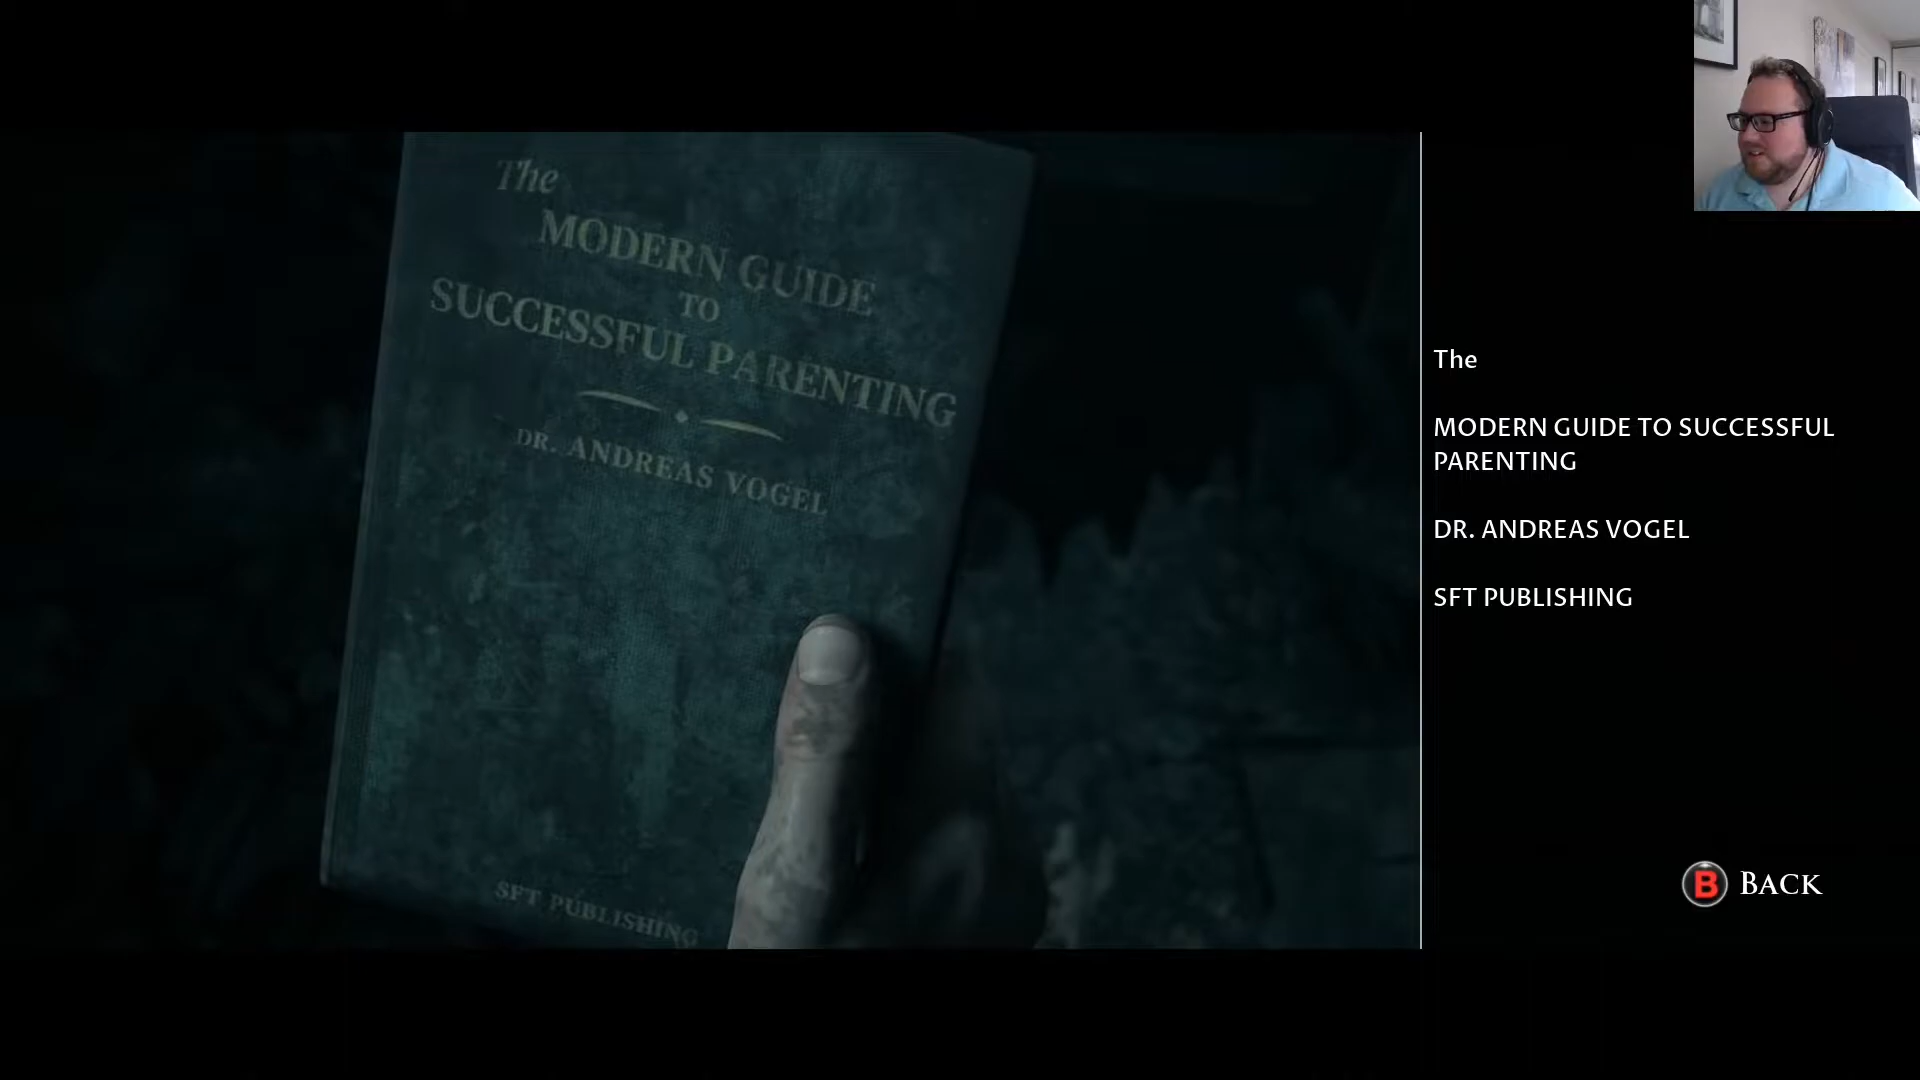 The
MODERN GUIDE
TO
SUCCESSFUL PARENTING
DR. ANDREAS VOGEL
SFT PUBLISHING
The
MODERN GUIDE TO SUCCESSFUL
PARENTING
DR. ANDREAS VOGEL
SFT PUBLISHING
B BACK